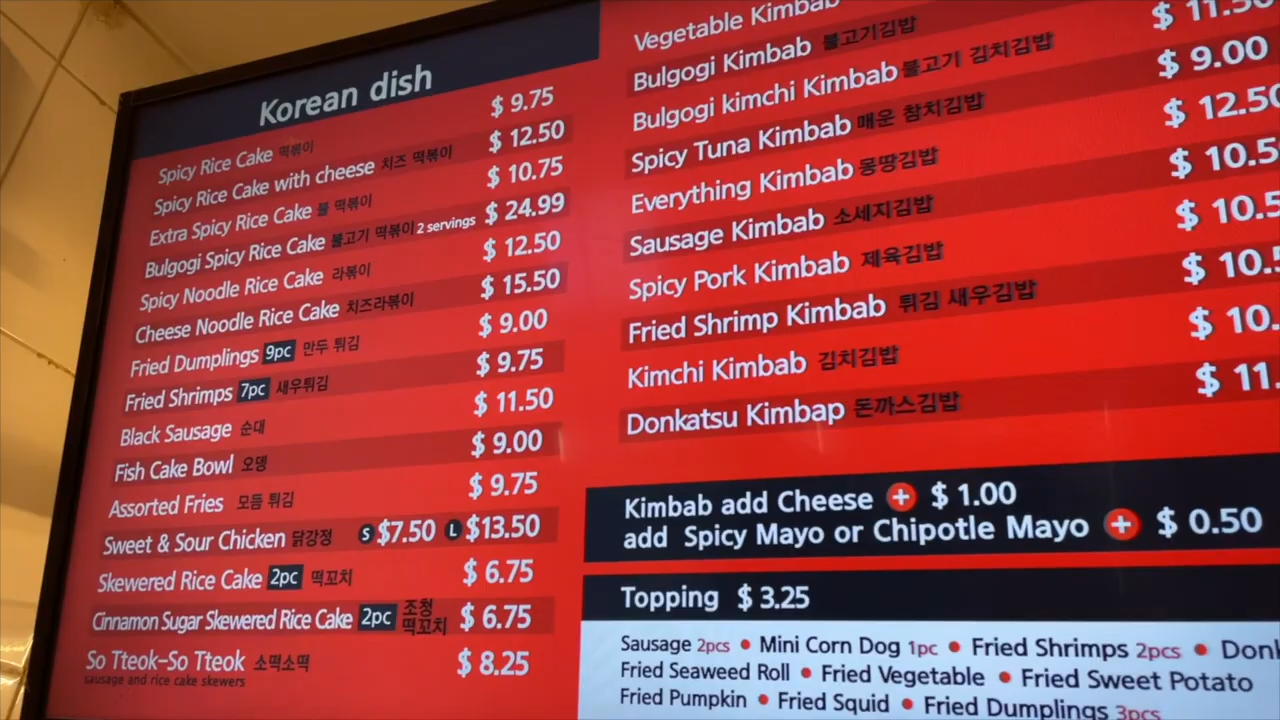 Korean dish
Spicy Rice Cake 떡볶이 $ 9.75
Spicy Rice Cake with cheese 치즈 떡볶이 $ 12.50
Extra Spicy Rice Cake 불 떡볶이 $ 10.75
Bulgogi Spicy Rice Cake 불고기 떡볶이 2 servings $ 24.99
Spicy Noodle Rice Cake 라볶이 $ 12.50
Cheese Noodle Rice Cake 치즈라볶이 $ 15.50
Fried Dumplings 9pc 만두 튀김 $ 9.00
Fried Shrimps 7pc 새우튀김 $ 9.75
Black Sausage 순대 $ 11.50
Fish Cake Bowl 오뎅 $ 9.00
Assorted Fries 모듬 튀김 $ 9.75
Sweet & Sour Chicken 닭강정 S $7.50 L $13.50
Skewered Rice Cake 2pc 떡꼬치 $ 6.75
Cinnamon Sugar Skewered Rice Cake 2pc 조청 떡꼬치 $ 6.75
So Tteok-So Tteok 소떡소떡 $ 8.25
sausage and rice cake skewers
Vegetable Kimbab
Bulgogi Kimbab 불고기김밥
Bulgogi kimchi Kimbab 불고기 김치김밥 $ 11.50
Spicy Tuna Kimbab 매운 참치김밥 $ 9.00
Everything Kimbab 몽땅김밥 $ 12.50
Sausage Kimbab 소세지김밥 $ 10.5
Spicy Pork Kimbab 제육김밥 $ 10.5
Fried Shrimp Kimbab 튀김 새우김밥 $ 10.5
Kimchi Kimbab 김치김밥 $ 10.
Donkatsu Kimbap 돈까스김밥 $ 11.
Kimbab add Cheese + $ 1.00
add Spicy Mayo or Chipotle Mayo + $ 0.50
Topping $ 3.25
Sausage 2pcs • Mini Corn Dog 1pc • Fried Shrimps 2pcs • Donk
Fried Seaweed Roll • Fried Vegetable • Fried Sweet Potato
Fried Pumpkin • Fried Squid • Fried Dumplings 3pcs